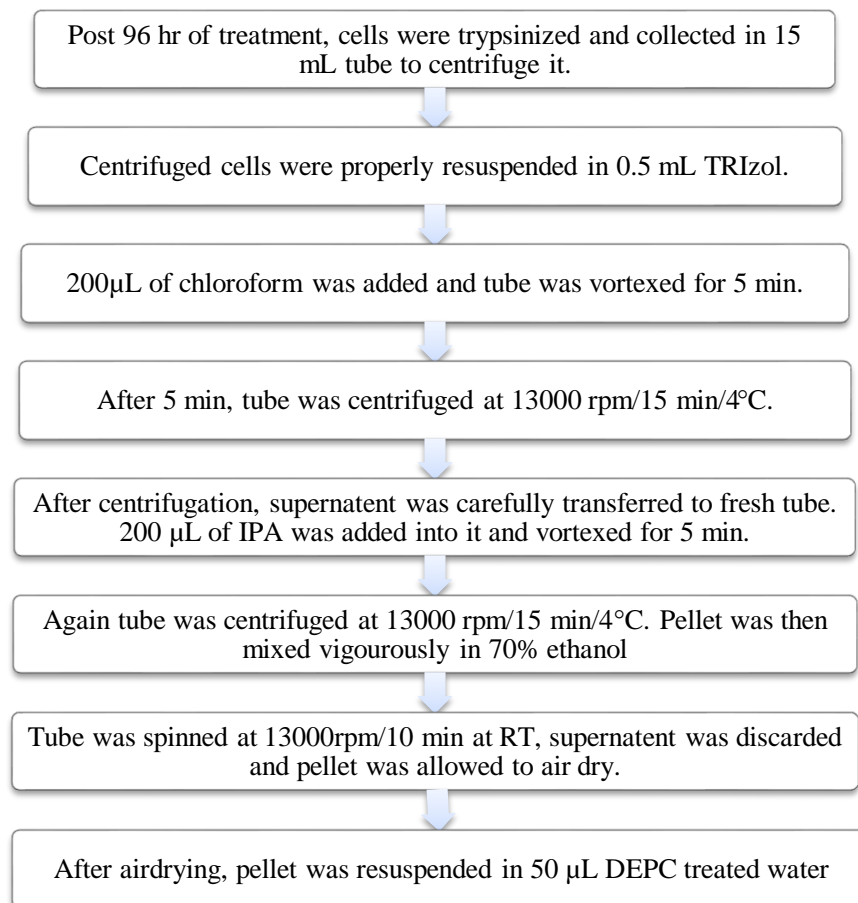 Post 96 hr of treatment, cells were trypsinized and collected in 15
mL tube to centrifuge it.
Centrifuged cells were properly resuspended in 0.5 mL TRIzol.
200µL of chloroform was added and tube was vortexed for 5 min.
After 5 min, tube was centrifuged at 13000 rpm/15 min/4°C.
After centrifugation, supernatent was carefully transferred to fresh tube.
200 µL of IPA was added into it and vortexed for 5 min.
Again tube was centrifuged at 13000 rpm/15 min/4°C. Pellet was then
mixed vigourously in 70% ethanol
Tube was spinned at 13000rpm/10 min at RT, supernatent was discarded
and pellet was allowed to air dry.
After airdrying, pellet was resuspended in 50 µL DEPC treated water